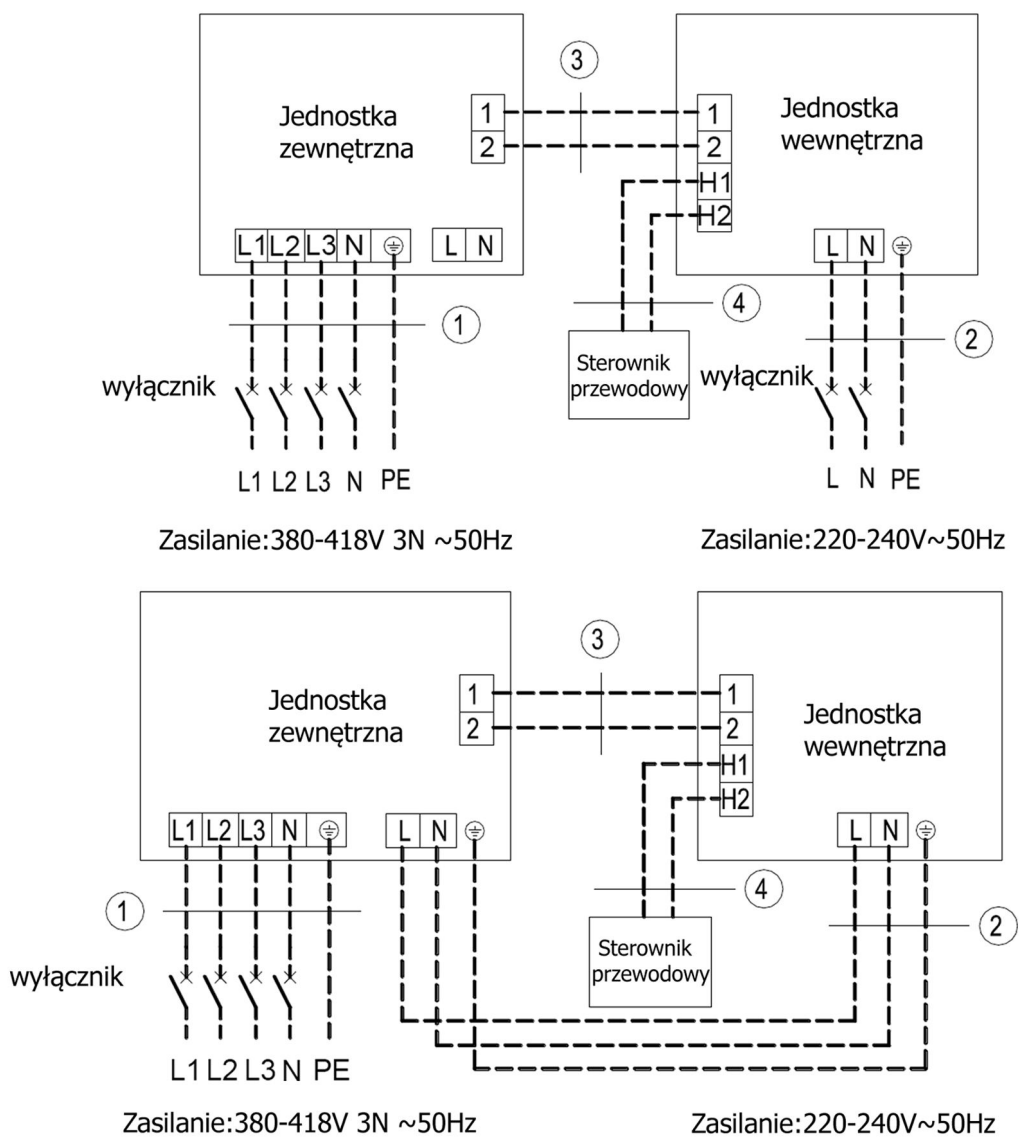 3
Jednostka
zewnętrzna
1
2
1
2
H1
H2
Jednostka
wewnętrzna
L1 L2 L3 N
L N
L N
4
1
2
Sterownik
przewodowy
wyłącznik
wyłącznik
L1 L2 L3 N PE
L N PE
Zasilanie:380-418V 3N ~50Hz
Zasilanie:220-240V~50Hz
3
Jednostka
zewnętrzna
1
2
1
2
H1
H2
Jednostka
wewnętrzna
L1 L2 L3 N
L N
L N
4
1
2
Sterownik
przewodowy
wyłącznik
L1 L2 L3 N PE
Zasilanie:380-418V 3N ~50Hz
Zasilanie:220-240V~50Hz